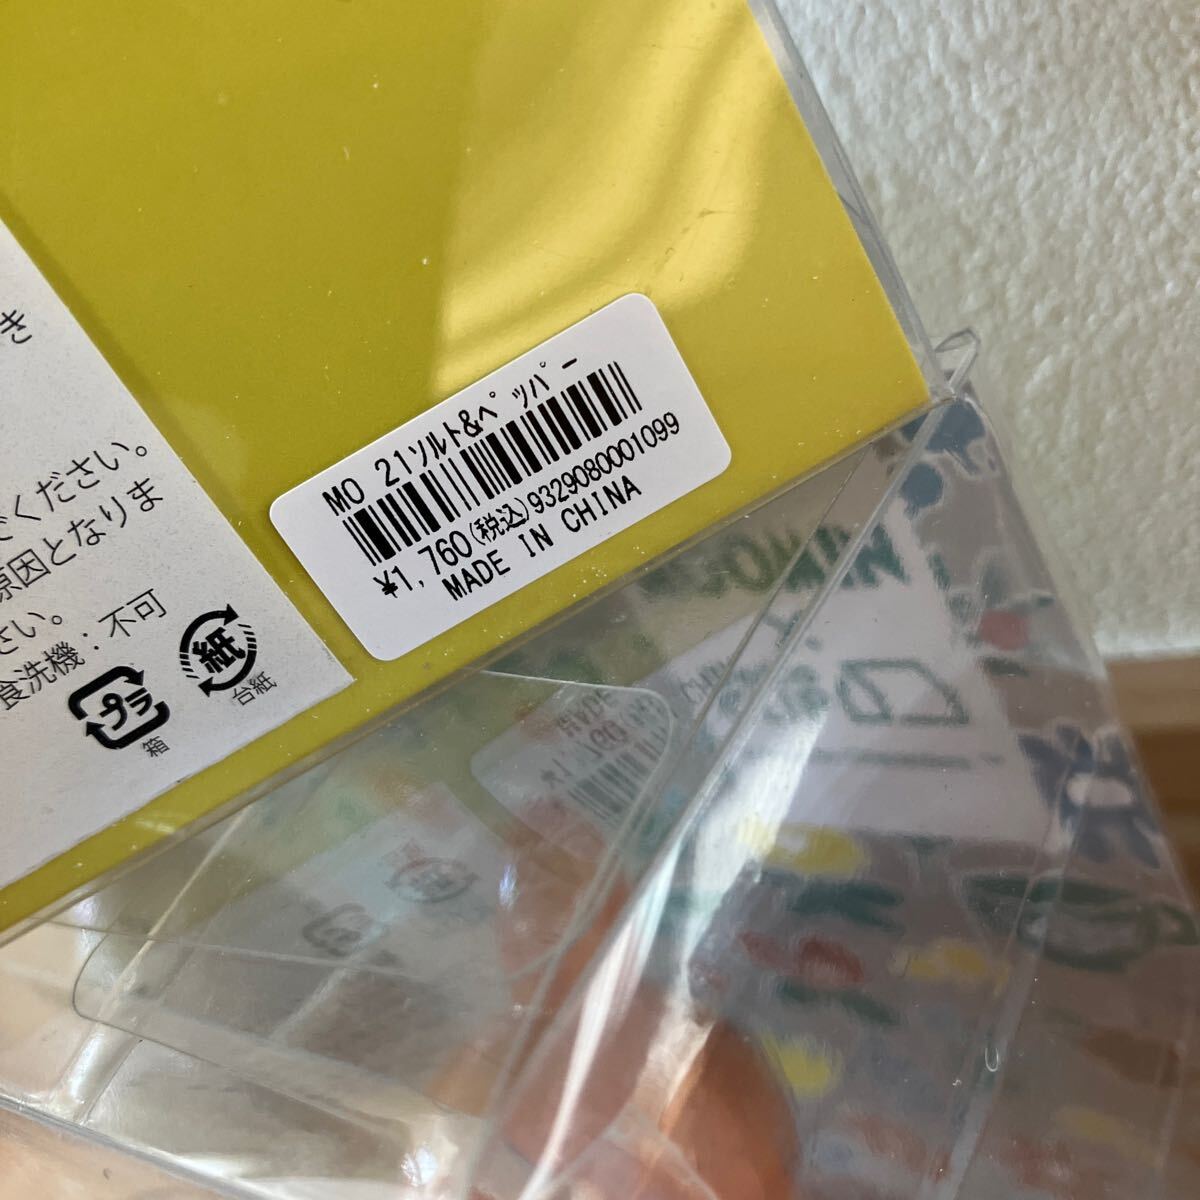 き
でください。
原因となりま
さい。
食洗機：不可
プラ
箱
紙
台紙
MO 21ソルト&ペッパー
¥1,760(税込)9329080001099
MADE IN CHINA